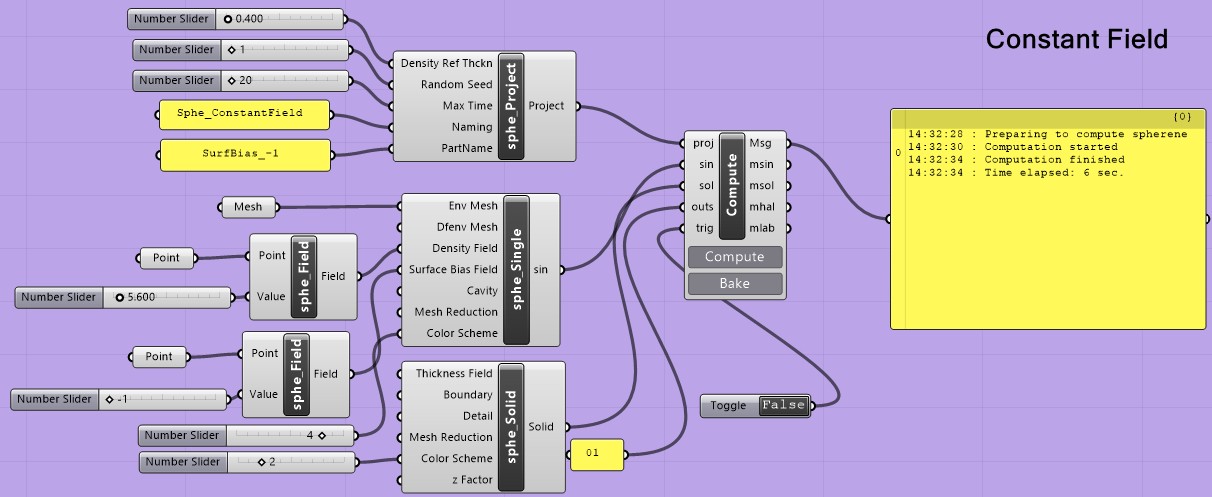 Constant Field
Number Slider 0.400
Number Slider 1
Number Slider 20
Sphe_ConstantField
SurfBias_-1
Density Ref Thckn
Random Seed
Max Time
Naming
PartName
sphe_Project
Project
Mesh
Point
Number Slider 5.600
Point
Value
sphe_Field
Field
Point
Number Slider -1
Point
Value
sphe_Field
Field
Number Slider 4
Number Slider 2
Env Mesh
Dfenv Mesh
Density Field
Surface Bias Field
Cavity
Mesh Reduction
Color Scheme
sphe_Single
sin
Thickness Field
Boundary
Detail
Mesh Reduction
Color Scheme
z Factor
sphe_Solid
Solid
01
proj
sin
sol
outs
trig
Compute
Msg
msin
msol
mhal
mlab
Compute
Bake
Toggle False
{0}
0
14:32:28 : Preparing to compute spherene
14:32:30 : Computation started
14:32:34 : Computation finished
14:32:34 : Time elapsed: 6 sec.